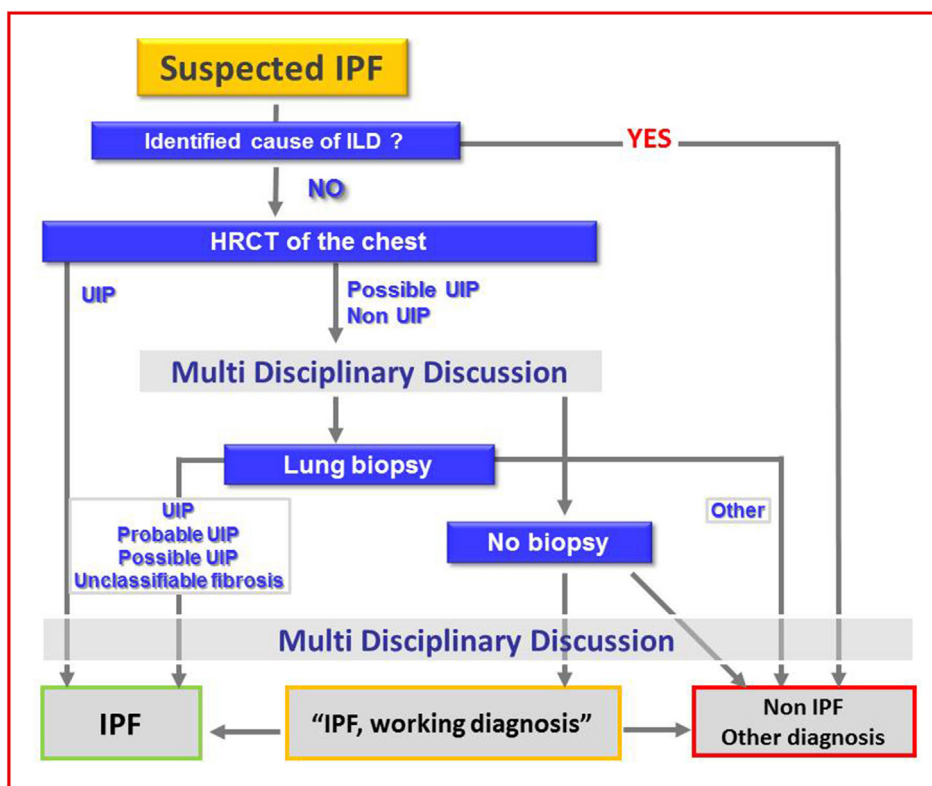 Suspected IPF
Identified cause of ILD ?
YES
NO
HRCT of the chest
UIP
Possible UIP
Non UIP
Multi Disciplinary Discussion
Lung biopsy
UIP
Probable UIP
Possible UIP
Unclassifiable fibrosis
Other
No biopsy
Multi Disciplinary Discussion
IPF
“IPF, working diagnosis”
Non IPF
Other diagnosis